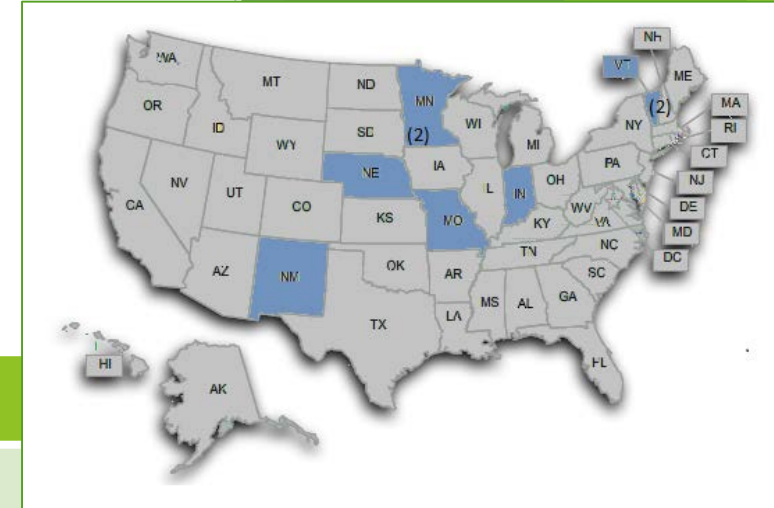 WA
MT
ND
MN
(2)
OR
ID
WY
SD
WI
MI
NH
VT
(2)
ME
NY
MA
RI
CT
NJ
DE
MD
DC
NV
UT
CO
NE
IA
IL
IN
OH
PA
CA
KS
MO
KY
WV
VA
AZ
NM
OK
AR
TN
NC
SC
TX
LA
MS
AL
GA
FL
HI
AK